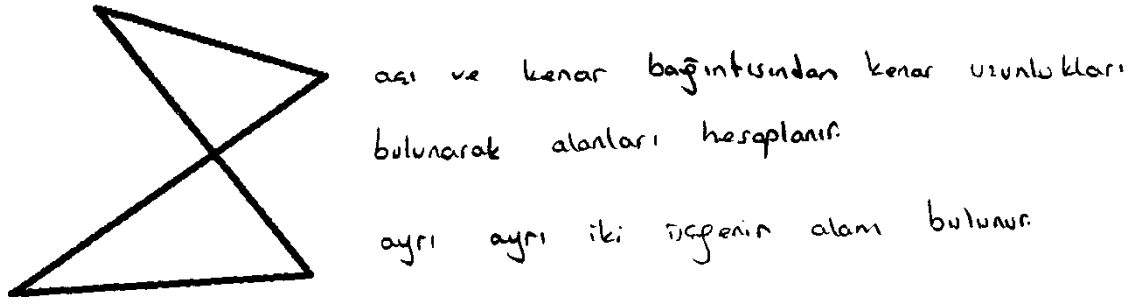 açı ve kenar bağıntısından kenar uzunlukları
bulunarak alanları hesaplanır.
ayrı ayrı iki üçgenin alanı bulunur.